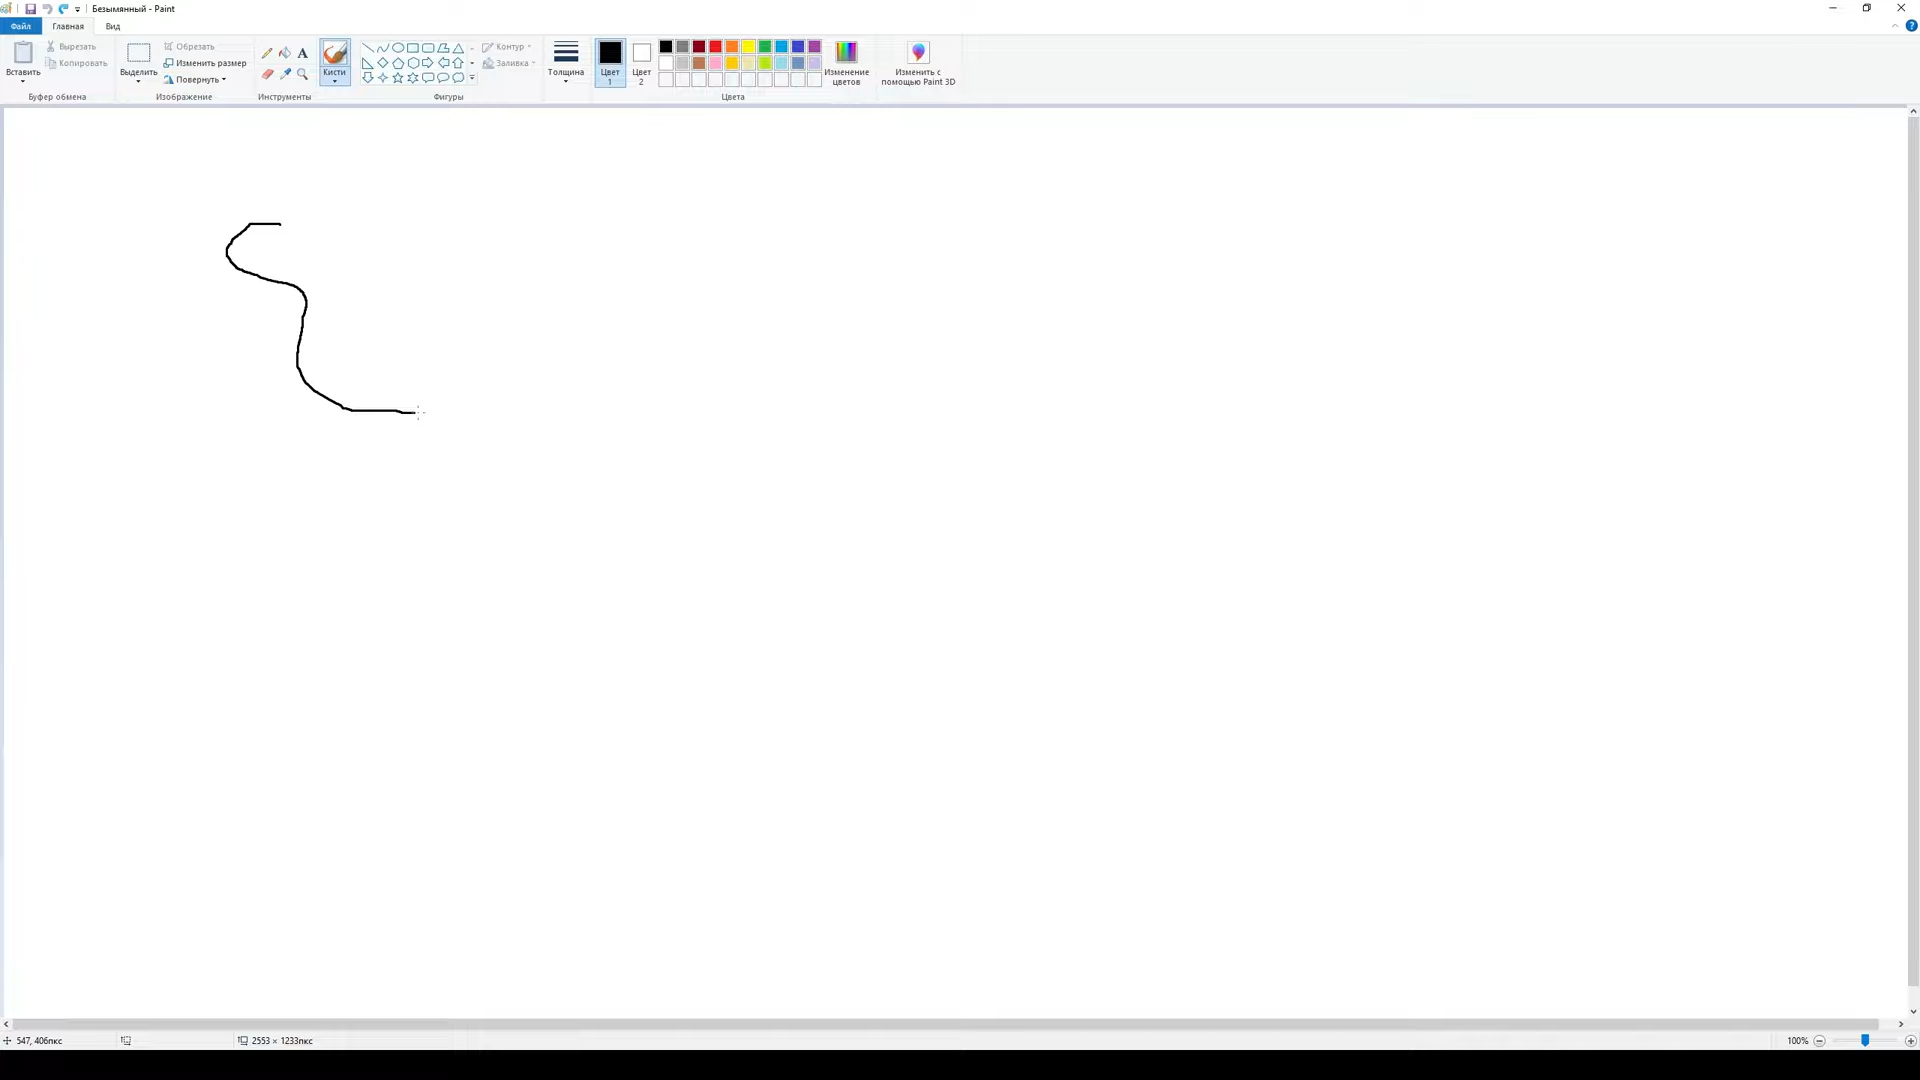 Безымянный - Paint
Файл Главная Вид
Вставить
Вырезать
Копировать
Буфер обмена
Выделить
Обрезать
Изменить размер
Повернуть
Изображение
A
Инструменты
Кисти
Контур
Заливка
Фигуры
Толщина
Цвет
1
Цвет
2
Изменение
цветов
Цвета
Изменить с
помощью Paint 3D
547, 406пкс 2553 × 1233пкс 100%